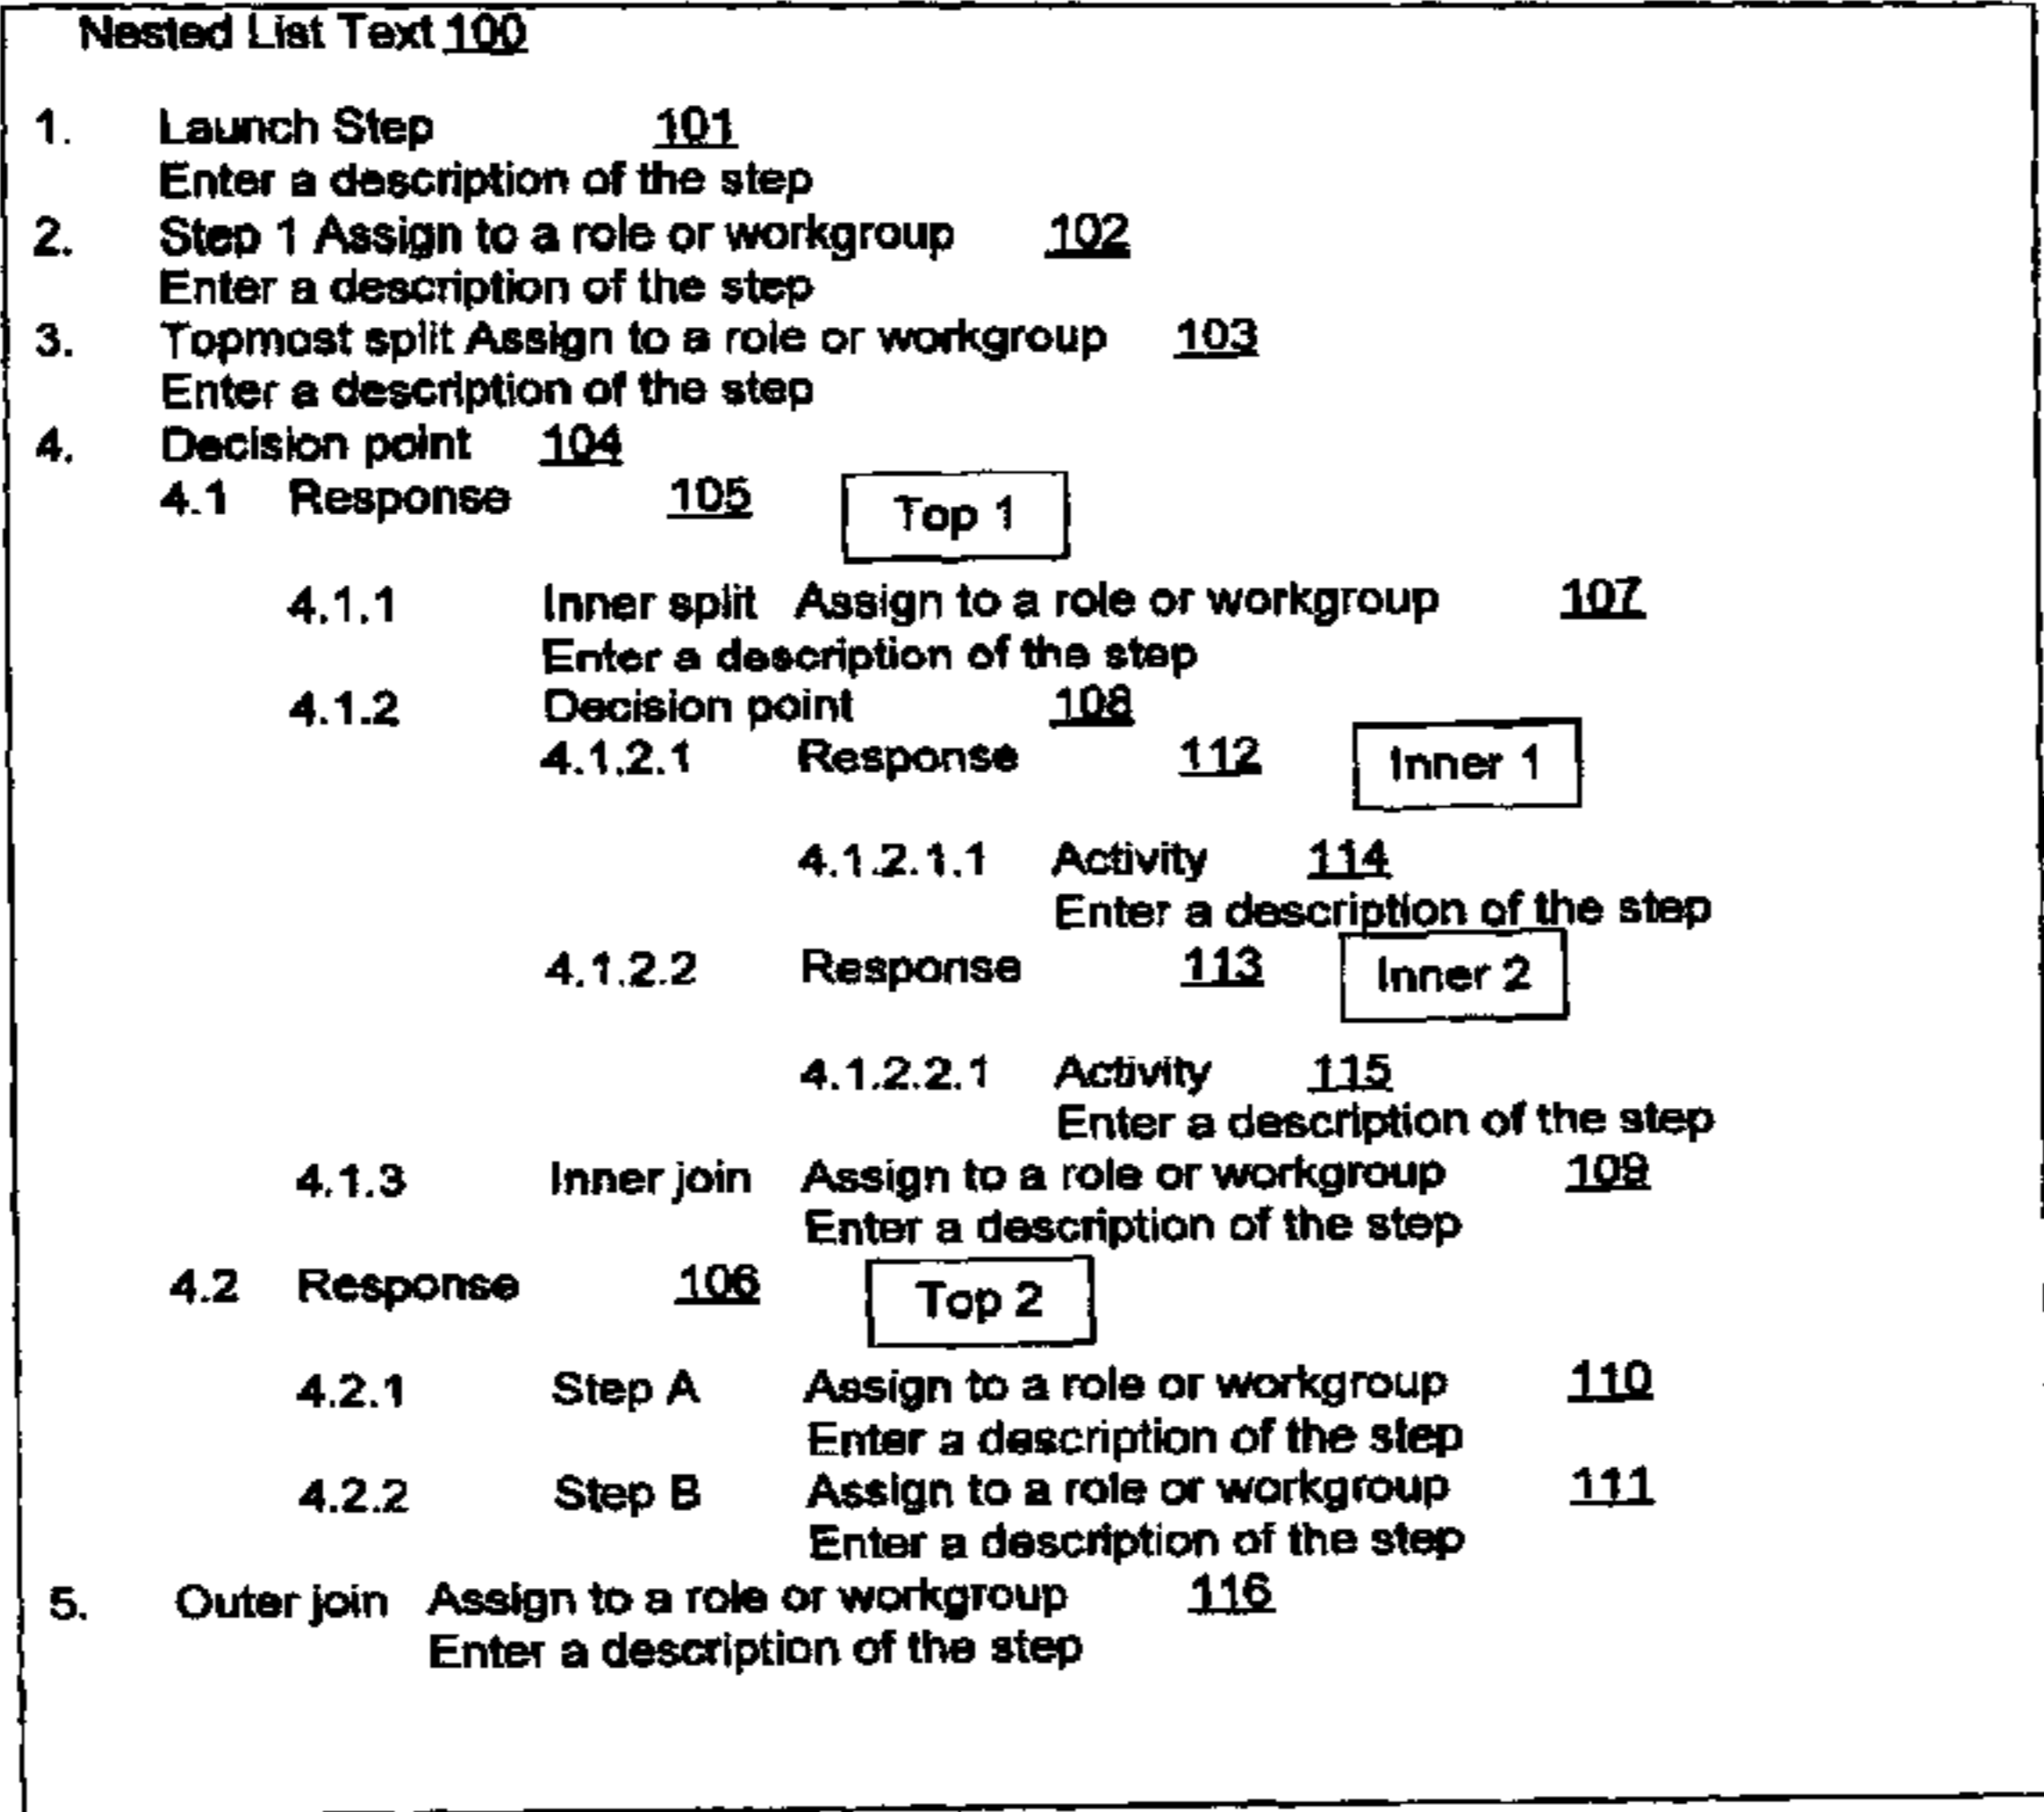 Nested List Text 100
1. Launch Step 101
Enter a description of the step
2. Step 1 Assign to a role or workgroup 102
Enter a description of the step
3. Topmost split Assign to a role or workgroup 103
Enter a description of the step
4. Decision point 104
4.1 Response 105 Top 1
4.1.1 Inner split Assign to a role or workgroup 107
Enter a description of the step
4.1.2 Decision point 108
4.1.2.1 Response 112 Inner 1
4.1.2.1.1 Activity 114
Enter a description of the step
4.1.2.2 Response 113 Inner 2
4.1.2.2.1 Activity 115
Enter a description of the step
4.1.3 Inner join Assign to a role or workgroup 109
Enter a description of the step
4.2 Response 106 Top 2
4.2.1 Step A Assign to a role or workgroup 110
Enter a description of the step
4.2.2 Step B Assign to a role or workgroup 111
Enter a description of the step
5. Outer join Assign to a role or workgroup 116
Enter a description of the step